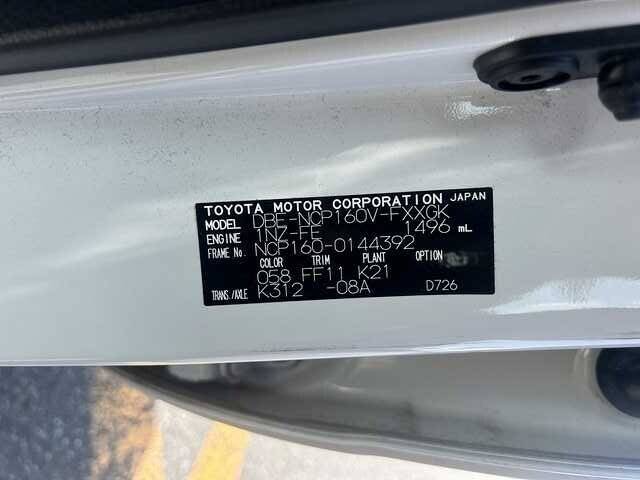 TOYOTA MOTOR CORPORATION JAPAN
MODEL DBE-NCP160V-FXXGK
ENGINE 1NZ-FE 1496 mL
FRAME No. NCP160-0144392
COLOR TRIM PLANT OPTION
058 FF11 K21
TRANS./AXLE K312 -08A D726